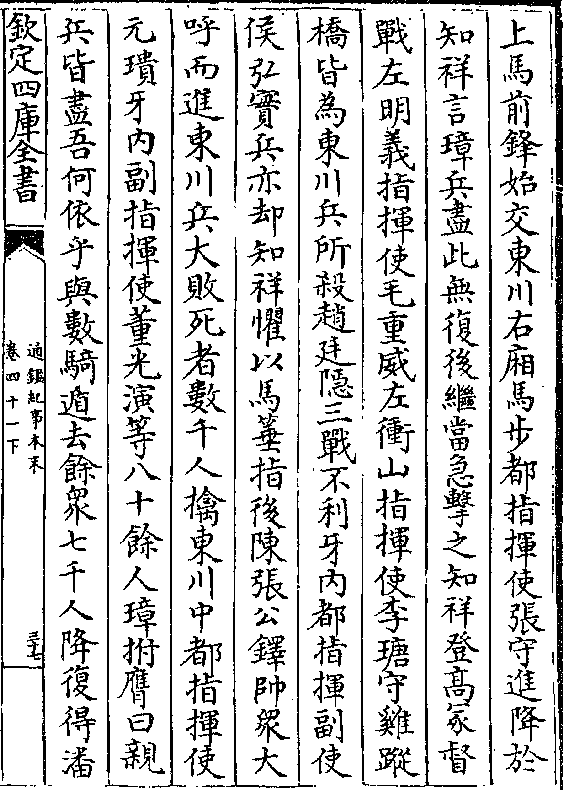 上馬前鋒始交東川右廂馬步都指揮使張守進降於
知祥言璋兵盡此無復後繼當急擊之知祥登高冢督
戰左明義指揮使毛重威左衝山指揮使李瑭守雞蹤
橋皆為東川兵所殺趙廷隱三戰不利牙內都指揮副使
侯弘實兵亦却知祥懼以馬箠指後陳張公鐸帥衆大
呼而進東川兵大敗死者數千人擒東川中都指揮使
元瓄牙內副指揮使董光演等八十餘人璋拊膺曰親
兵皆盡吾何依乎與數騎遁去餘衆七千人降復得潘
欽定四庫全書
通鑑紀事本末
卷四十一下
三十七